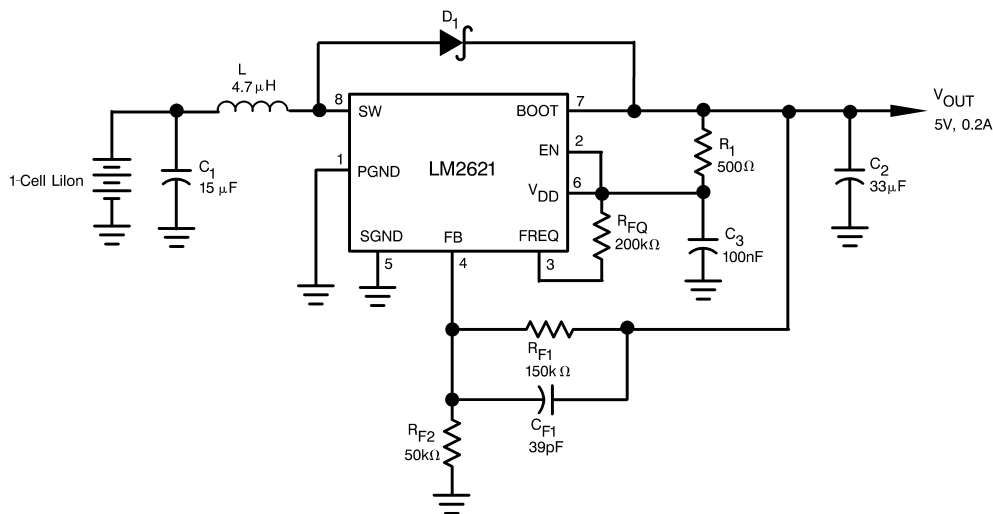 D1
L
4.7µH
8
SW
BOOT
7
VOUT
5V, 0.2A
1
PGND
LM2621
EN
2
R1
500Ω
C1
15 µF
1-Cell LiIon
VDD
6
C2
33µF
SGND
FB
FREQ
RFQ
200kΩ
C3
100nF
5
4
3
RF1
150k Ω
CF1
39pF
RF2
50kΩ